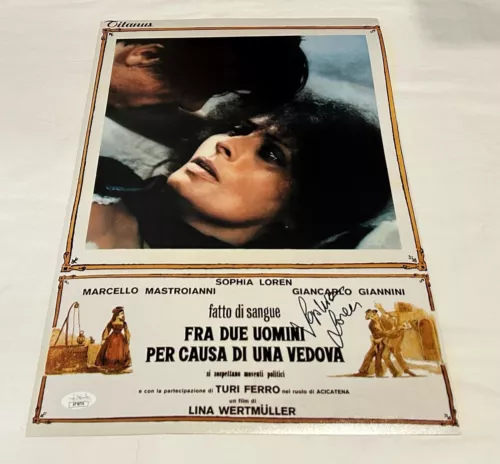 Titanus
SOPHIA LOREN
MARCELLO MASTROIANNI GIANCARLO GIANNINI
fatto di sangue
FRA DUE UOMINI
PER CAUSA DI UNA VEDOVA
si sospettano moventi politici
e con la partecipazione di TURI FERRO nel ruolo di ACICATENA
un film di
LINA WERTMÜLLER
Sophia
Loren